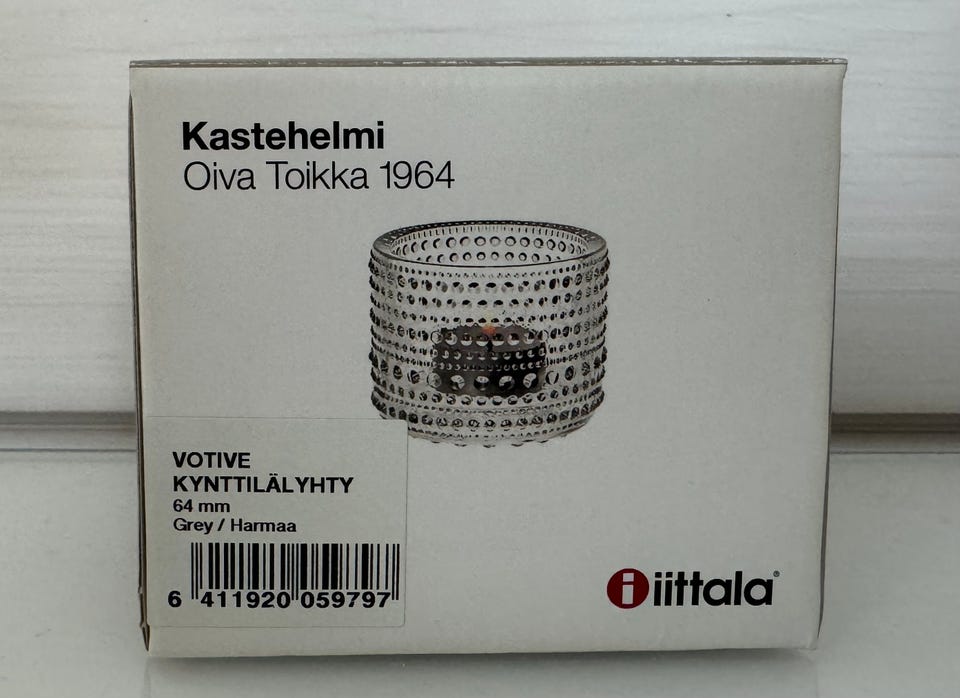 Kastehelmi
Oiva Toikka 1964
VOTIVE
KYNTTILÄLYHTY
64 mm
Grey / Harmaa
6 411920 059797
i iittala®